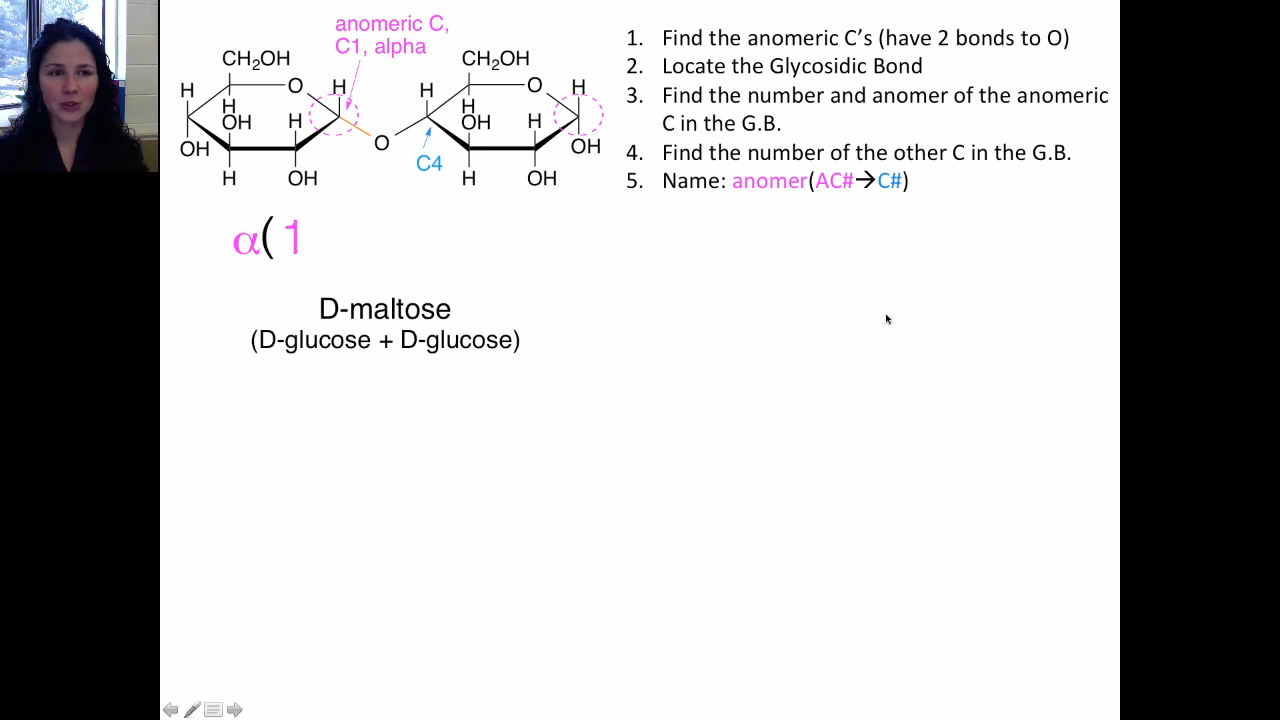 anomeric C,
C1, alpha
CH₂OH
O
H
H
OH
H
H
OH
H
OH
O
CH₂OH
O
H
H
H
OH
H
OH
H
OH
C4
α(1
D-maltose
(D-glucose + D-glucose)
1. Find the anomeric C’s (have 2 bonds to O)
2. Locate the Glycosidic Bond
3. Find the number and anomer of the anomeric
C in the G.B.
4. Find the number of the other C in the G.B.
5. Name: anomer(AC#→C#)